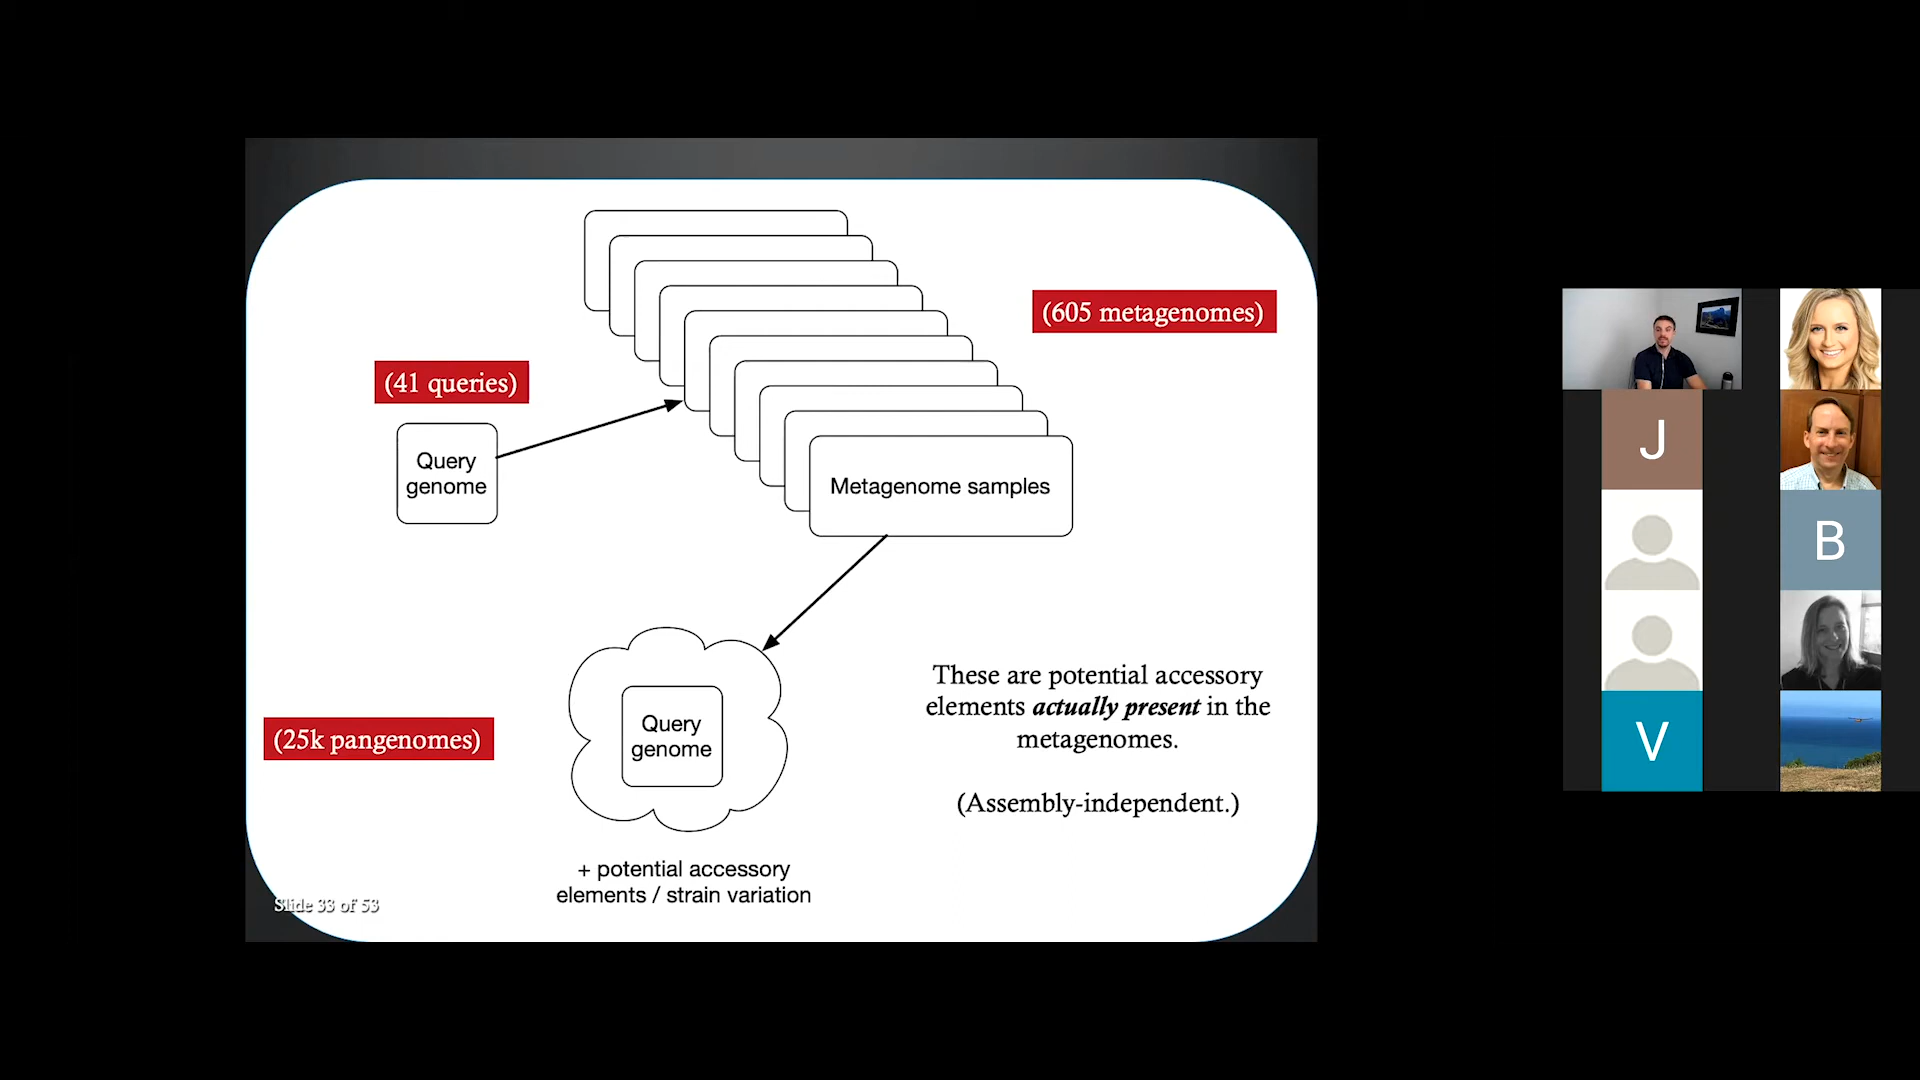 (605 metagenomes)
(41 queries)
Query
genome
Metagenome samples
(25k pangenomes)
Query
genome
These are potential accessory
elements actually present in the
metagenomes.
(Assembly-independent.)
+ potential accessory
elements / strain variation
Slide 33 of 53
J
B
V